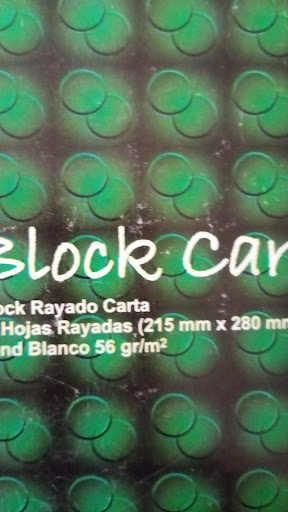 Block Car
ock Rayado Carta
Hojas Rayadas (215 mm x 280 mm
nd Blanco 56 gr/m²